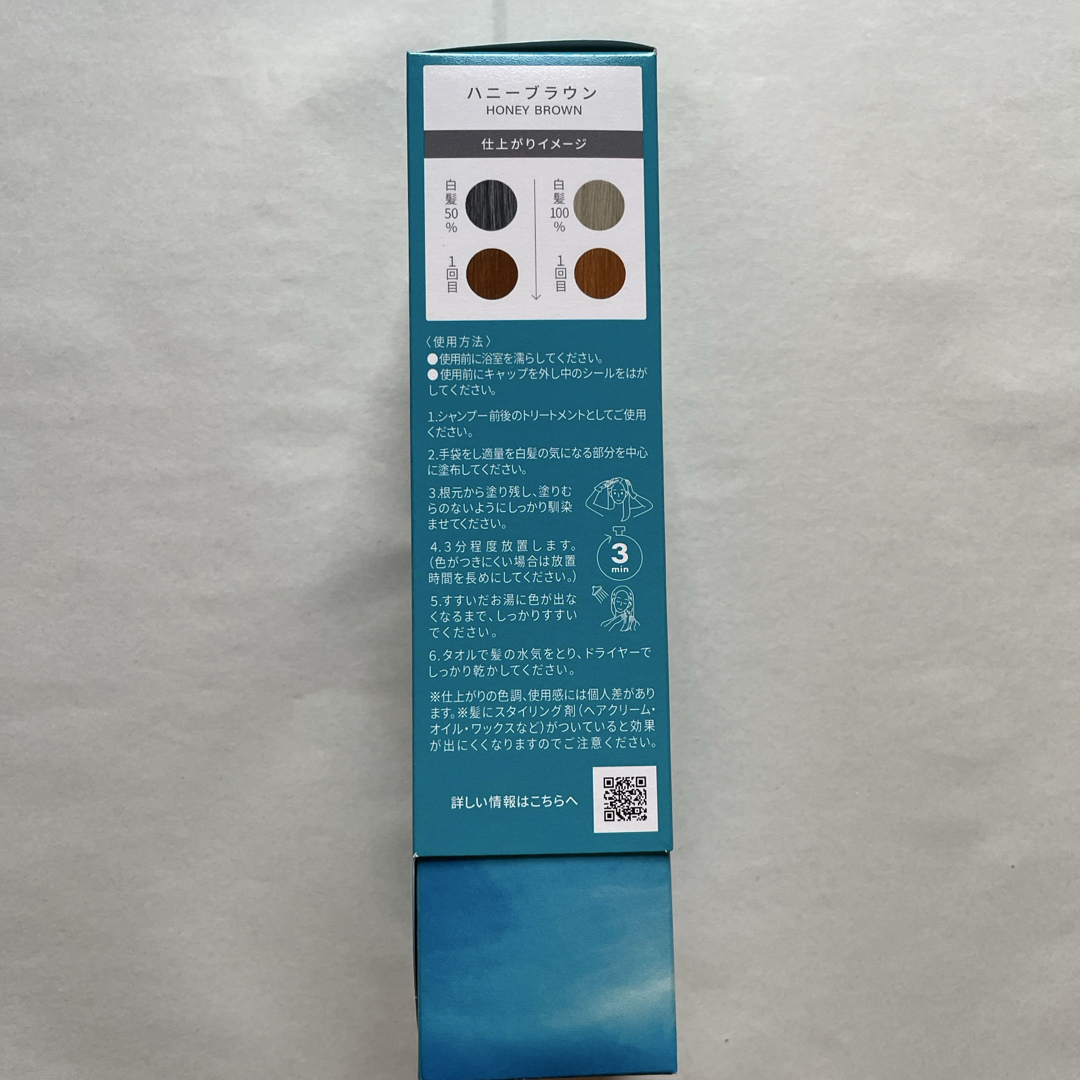 ハニーブラウン
HONEY BROWN
仕上がりイメージ
白髪50%
白髪100%
1回目
1回目
〈使用方法〉
●使用前に浴室を濡らしてください。
●使用前にキャップを外し中のシールをはが
してください。
1.シャンプー前後のトリートメントとしてご使用
ください。
2.手袋をし適量を白髪の気になる部分を中心
に塗布してください。
3.根元から塗り残し、塗りむ
らのないようにしっかり馴染
ませてください。
4.3分程度放置します。
(色がつきにくい場合は放置
時間を長めにしてください。)
3
min
5.すすいだお湯に色が出な
くなるまで、しっかりすすい
でください。
6.タオルで髪の水気をとり、ドライヤーで
しっかり乾かしてください。
※仕上がりの色調、使用感には個人差があり
ます。※髪にスタイリング剤(ヘアクリーム・
オイル・ワックスなど)がついていると効果
が出にくくなりますのでご注意ください。
詳しい情報はこちらへ